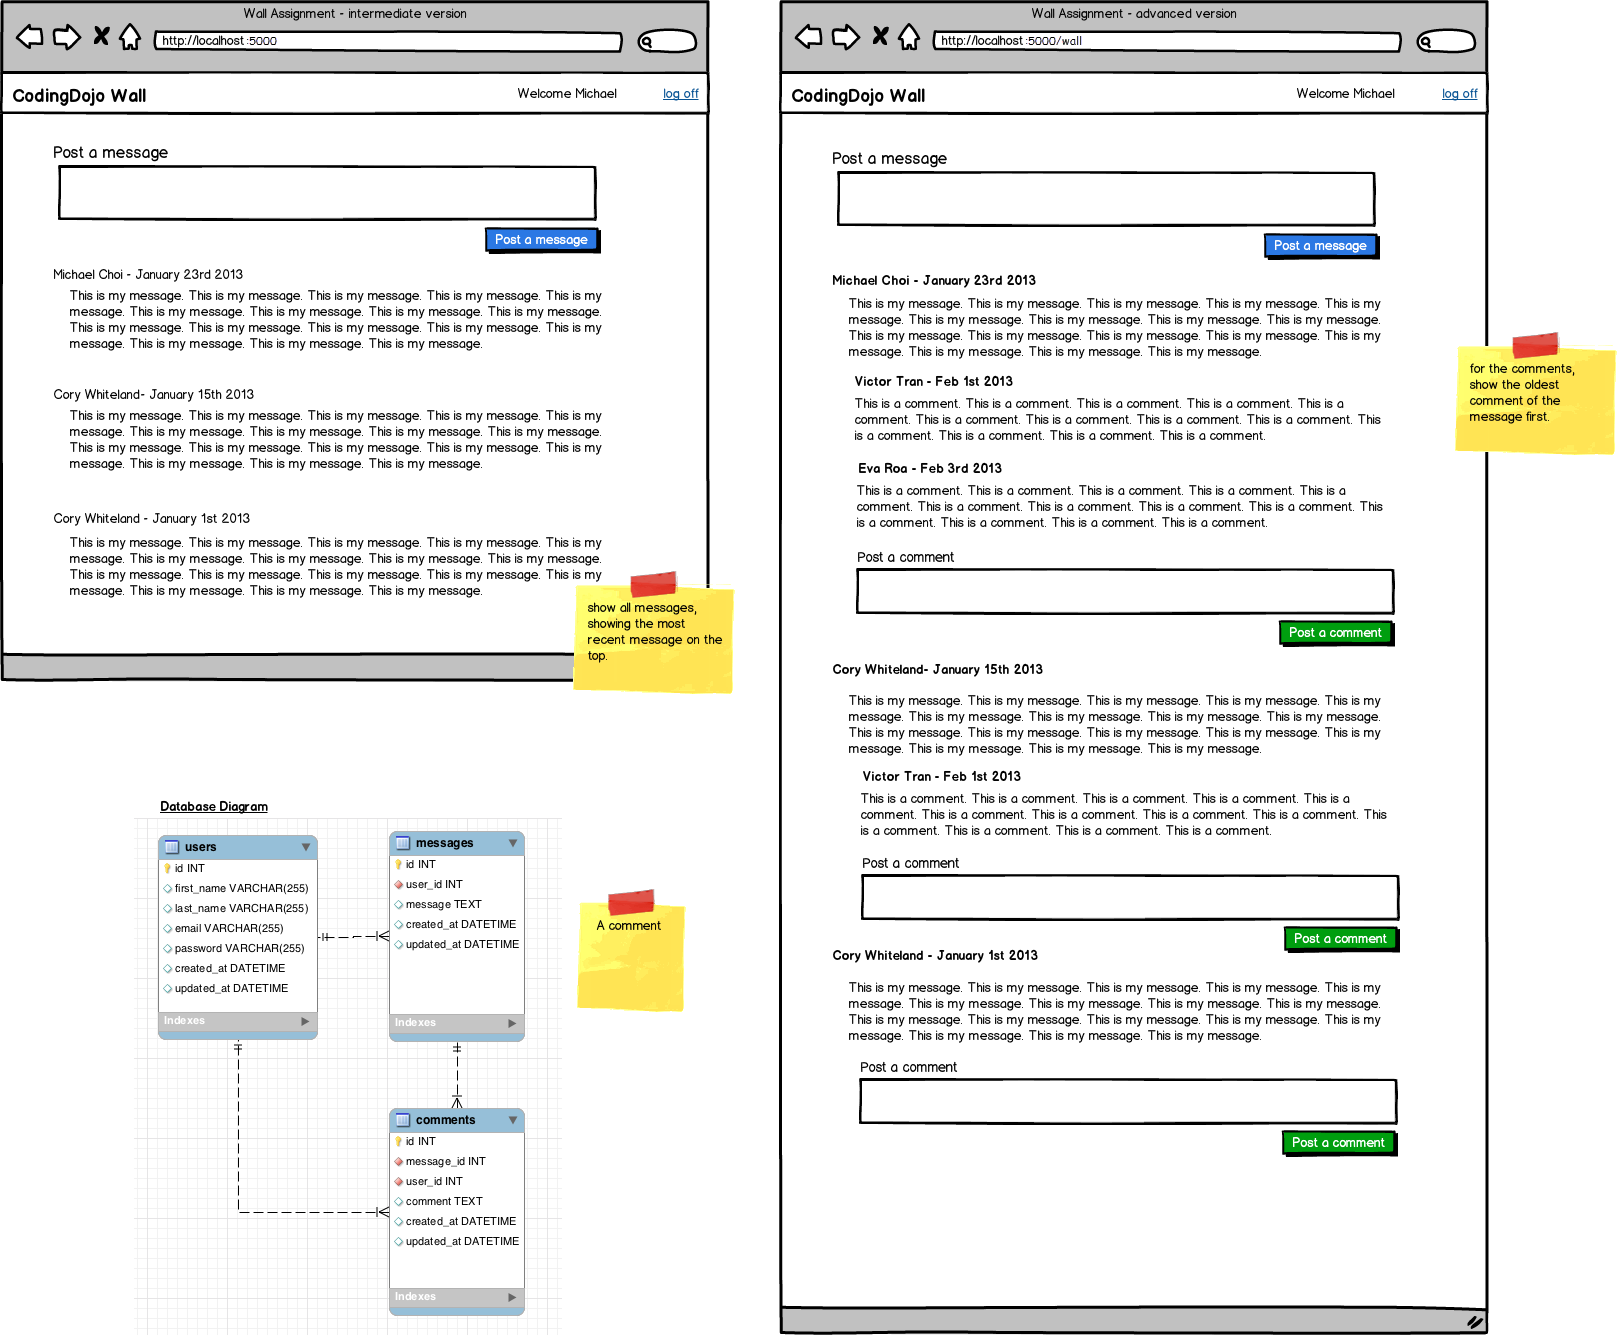 Wall Assignment - intermediate version
http://localhost:5000
CodingDojo Wall
Welcome Michael
log off
Post a message
Post a message
Michael Choi - January 23rd 2013
This is my message. This is my message. This is my message. This is my message. This is my
message. This is my message. This is my message. This is my message. This is my message.
This is my message. This is my message. This is my message. This is my message. This is my
message. This is my message. This is my message. This is my message.
Cory Whiteland- January 15th 2013
This is my message. This is my message. This is my message. This is my message. This is my
message. This is my message. This is my message. This is my message. This is my message.
This is my message. This is my message. This is my message. This is my message. This is my
message. This is my message. This is my message. This is my message.
Cory Whiteland - January 1st 2013
This is my message. This is my message. This is my message. This is my message. This is my
message. This is my message. This is my message. This is my message. This is my message.
This is my message. This is my message. This is my message. This is my message. This is my
message. This is my message. This is my message. This is my message.
show all messages,
showing the most
recent message on the
top.
Database Diagram
users
id INT
first_name VARCHAR(255)
last_name VARCHAR(255)
email VARCHAR(255)
password VARCHAR(255)
created_at DATETIME
updated_at DATETIME
Indexes
messages
id INT
user_id INT
message TEXT
created_at DATETIME
updated_at DATETIME
Indexes
A comment
comments
id INT
message_id INT
user_id INT
comment TEXT
created_at DATETIME
updated_at DATETIME
Indexes
Wall Assignment - advanced version
http://localhost:5000/wall
CodingDojo Wall
Welcome Michael
log off
Post a message
Post a message
Michael Choi - January 23rd 2013
This is my message. This is my message. This is my message. This is my message. This is my
message. This is my message. This is my message. This is my message. This is my message.
This is my message. This is my message. This is my message. This is my message. This is my
message. This is my message. This is my message. This is my message.
Victor Tran - Feb 1st 2013
This is a comment. This is a comment. This is a comment. This is a comment. This is a
comment. This is a comment. This is a comment. This is a comment. This is a comment. This
is a comment. This is a comment. This is a comment. This is a comment.
Eva Roa - Feb 3rd 2013
This is a comment. This is a comment. This is a comment. This is a comment. This is a
comment. This is a comment. This is a comment. This is a comment. This is a comment. This
is a comment. This is a comment. This is a comment. This is a comment.
Post a comment
Post a comment
for the comments,
show the oldest
comment of the
message first.
Cory Whiteland- January 15th 2013
This is my message. This is my message. This is my message. This is my message. This is my
message. This is my message. This is my message. This is my message. This is my message.
This is my message. This is my message. This is my message. This is my message. This is my
message. This is my message. This is my message. This is my message.
Victor Tran - Feb 1st 2013
This is a comment. This is a comment. This is a comment. This is a comment. This is a
comment. This is a comment. This is a comment. This is a comment. This is a comment. This
is a comment. This is a comment. This is a comment. This is a comment.
Post a comment
Post a comment
Cory Whiteland - January 1st 2013
This is my message. This is my message. This is my message. This is my message. This is my
message. This is my message. This is my message. This is my message. This is my message.
This is my message. This is my message. This is my message. This is my message. This is my
message. This is my message. This is my message. This is my message.
Post a comment
Post a comment